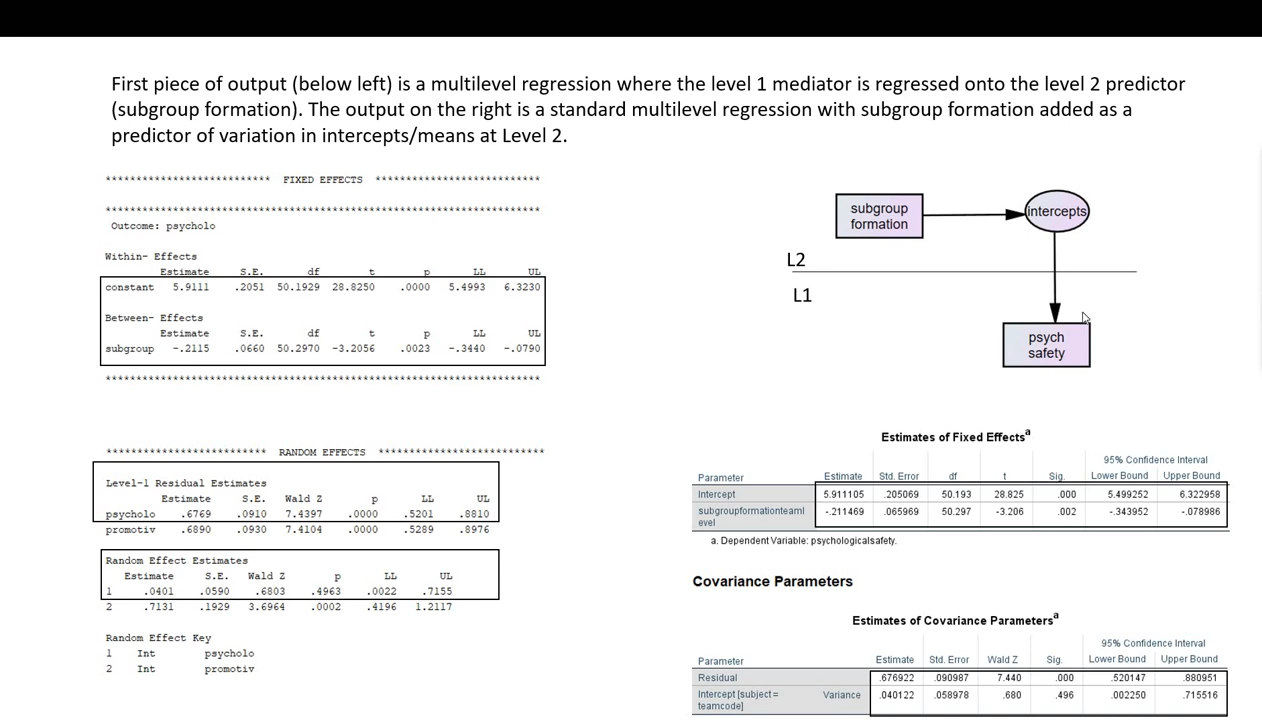 First piece of output (below left) is a multilevel regression where the level 1 mediator is regressed onto the level 2 predictor
(subgroup formation). The output on the right is a standard multilevel regression with subgroup formation added as a
predictor of variation in intercepts/means at Level 2.
*************************** FIXED EFFECTS ***************************
***********************************************************************
Outcome: psycholo
Within- Effects
Estimate S.E. df t p LL UL
constant 5.9111 .2051 50.1929 28.8250 .0000 5.4993 6.3230
Between- Effects
Estimate S.E. df t p LL UL
subgroup -.2115 .0660 50.2970 -3.2056 .0023 -.3440 -.0790
***********************************************************************
************************** RANDOM EFFECTS ***************************
Level-1 Residual Estimates
Estimate S.E. Wald Z p LL UL
psycholo .6769 .0910 7.4397 .0000 .5201 .8810
promotiv .6890 .0930 7.4104 .0000 .5289 .8976
Random Effect Estimates
Estimate S.E. Wald Z p LL UL
1 .0401 .0590 .6803 .4963 .0022 .7155
2 .7131 .1929 3.6964 .0002 .4196 1.2117
Random Effect Key
1 Int psycholo
2 Int promotiv
subgroup
formation
intercepts
L2
L1
psych
safety
Estimates of Fixed Effectsa
95% Confidence Interval
Parameter Estimate Std. Error df t Sig. Lower Bound Upper Bound
Intercept 5.911105 .205069 50.193 28.825 .000 5.499252 6.322958
subgroupformationteaml -.211469 .065969 50.297 -3.206 .002 -.343952 -.078986
evel
a. Dependent Variable: psychologicalsafety.
Covariance Parameters
Estimates of Covariance Parametersa
95% Confidence Interval
Parameter Estimate Std. Error Wald Z Sig. Lower Bound Upper Bound
Residual .676922 .090987 7.440 .000 .520147 .880951
Intercept [subject = Variance .040122 .058978 .680 .496 .002250 .715516
teamcode]